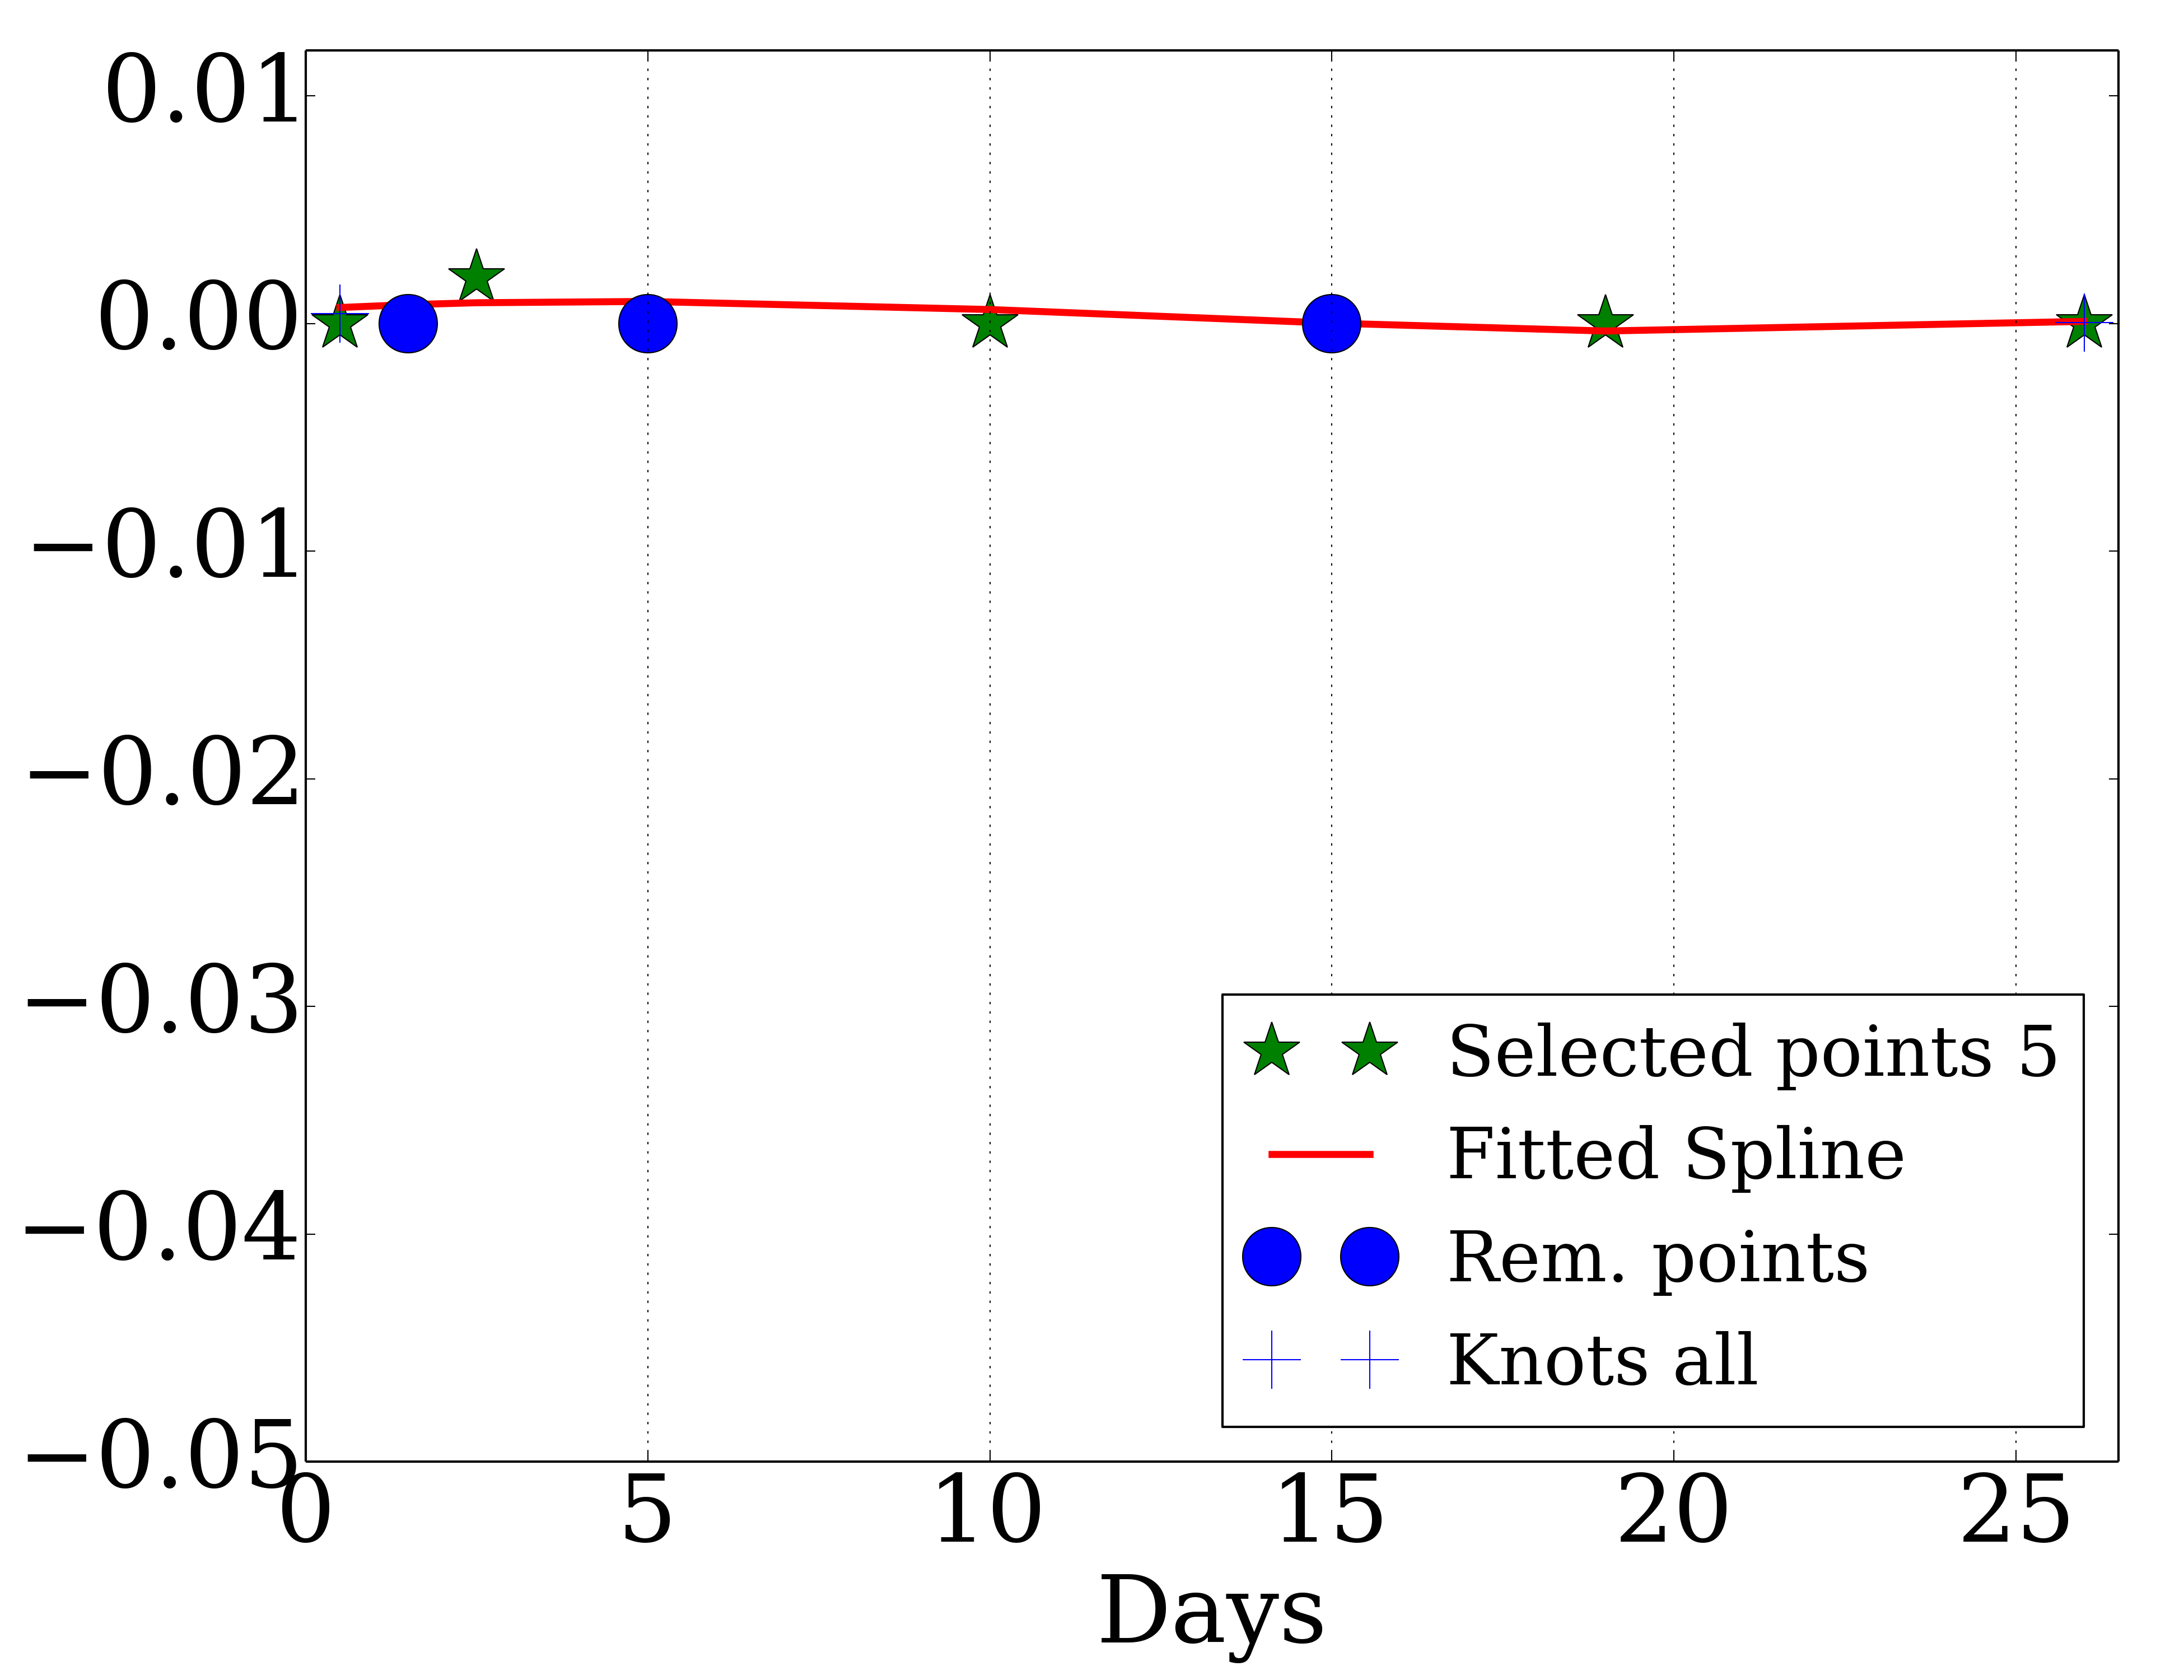 0.01
0.00
−0.01
−0.02
−0.03
−0.04
−0.05
Selected points 5
Fitted Spline
Rem. points
Knots all
0 5 10 15 20 25
Days